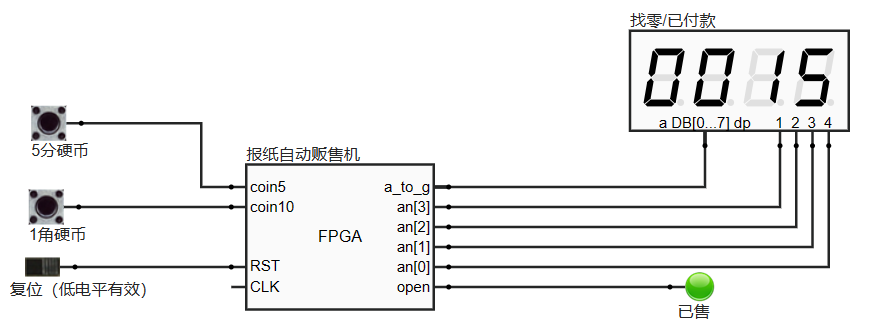 找零/已付款
0015
a DB[0...7] dp 1 2 3 4
5分硬币
报纸自动贩售机
coin5 a_to_g
coin10 an[3]
1角硬币
FPGA
an[2]
an[1]
RST an[0]
复位（低电平有效）
CLK open
已售